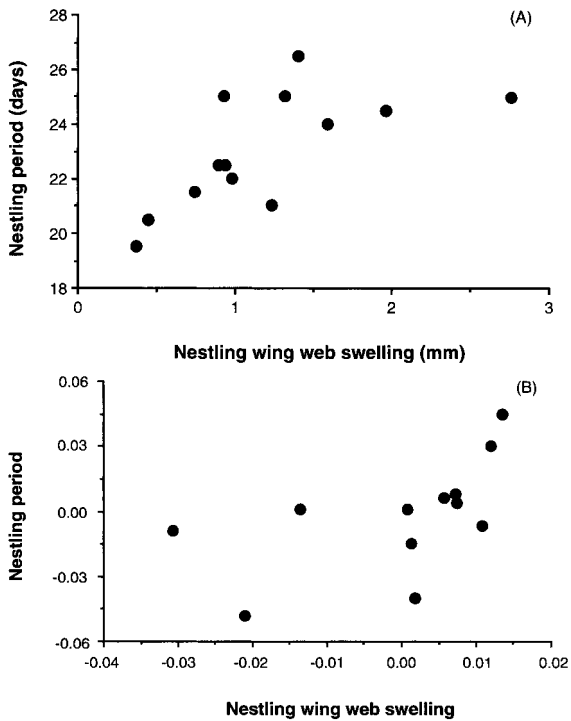 (A)
28
26
24
22
20
18
Nestling period (days)
0 1 2 3
Nestling wing web swelling (mm)
(B)
0.06
0.03
0.00
-0.03
-0.06
Nestling period
-0.04 -0.03 -0.02 -0.01 0.00 0.01 0.02
Nestling wing web swelling